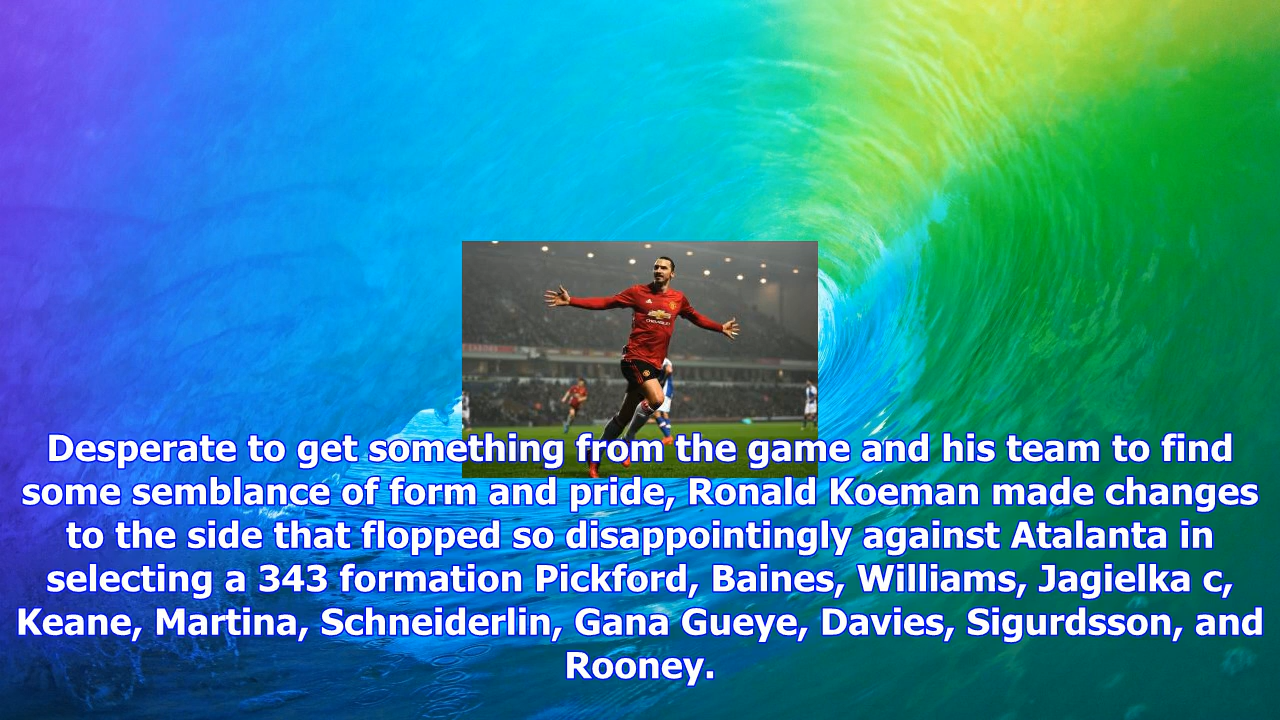 CHEVROLET
Desperate to get something from the game and his team to find
some semblance of form and pride, Ronald Koeman made changes
to the side that flopped so disappointingly against Atalanta in
selecting a 343 formation Pickford, Baines, Williams, Jagielka c,
Keane, Martina, Schneiderlin, Gana Gueye, Davies, Sigurdsson, and
Rooney.